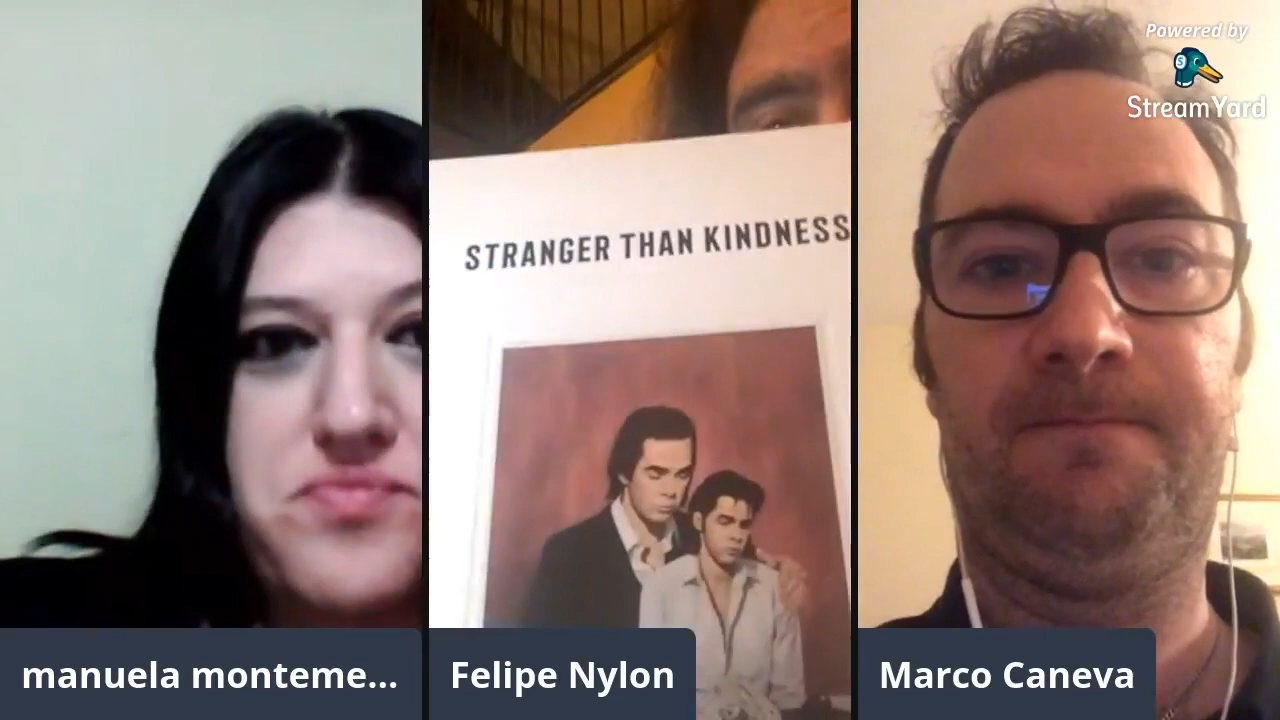 Powered by
StreamYard
STRANGER THAN KINDNESS
manuela monteme...
Felipe Nylon
Marco Caneva